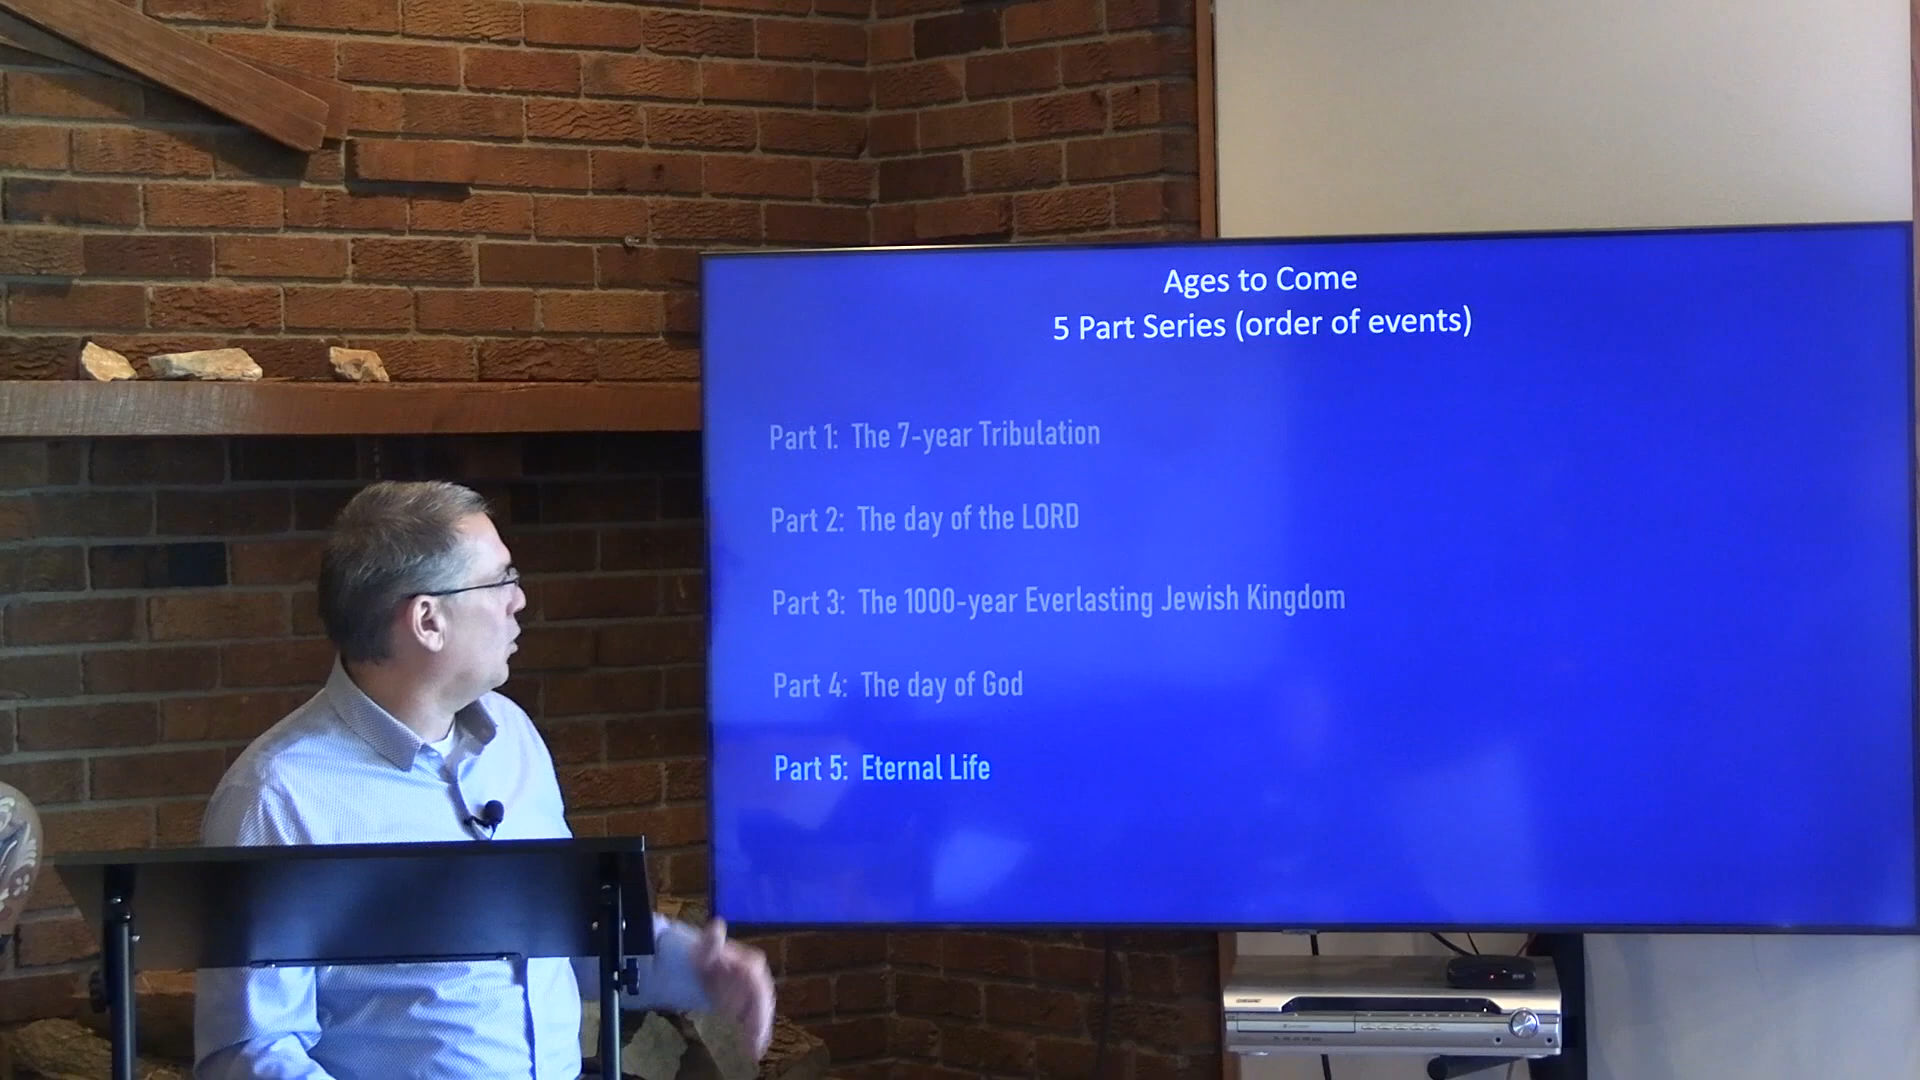 Ages to Come
5 Part Series (order of events)
Part 1: The 7-year Tribulation
Part 2: The day of the LORD
Part 3: The 1000-year Everlasting Jewish Kingdom
Part 4: The day of God
Part 5: Eternal Life